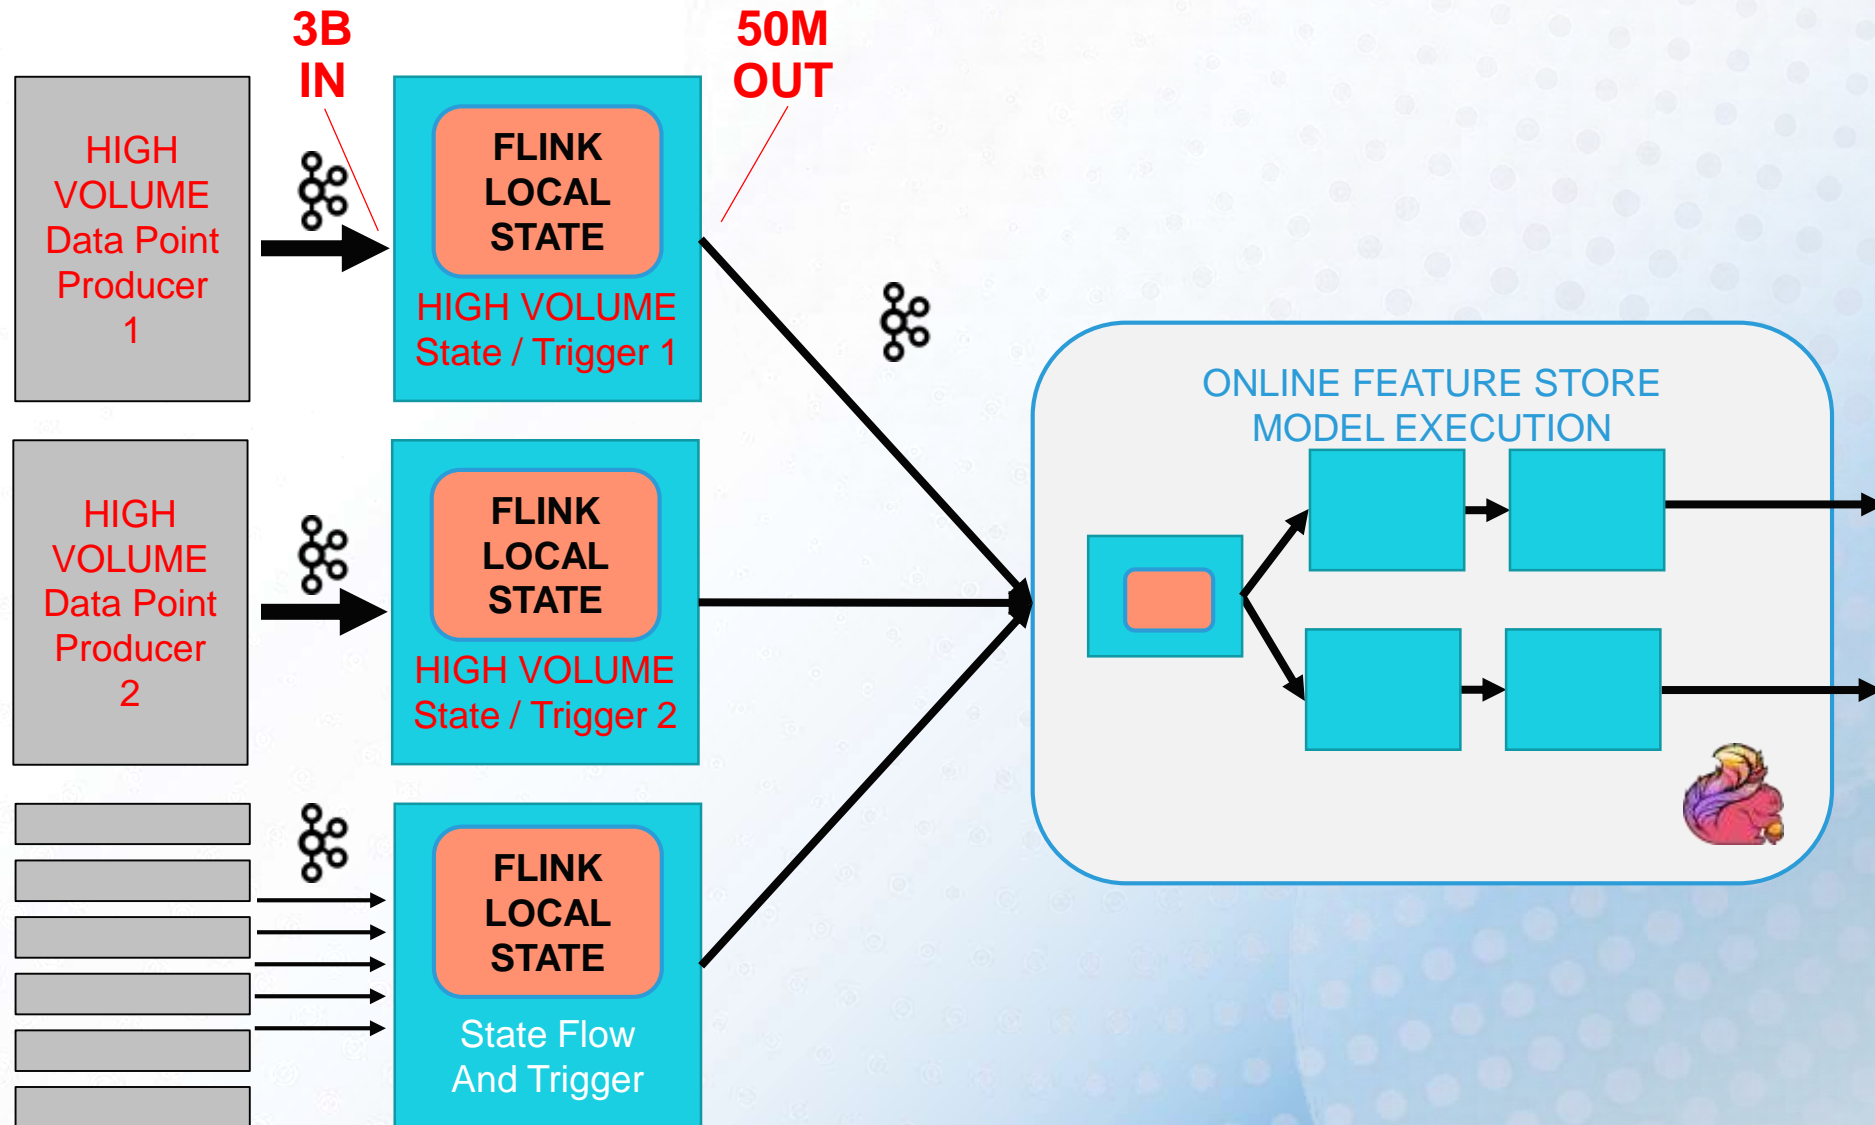 3B
IN
50M
OUT
HIGH
VOLUME
Data Point
Producer
1
FLINK
LOCAL
STATE
HIGH VOLUME
State / Trigger 1
HIGH
VOLUME
Data Point
Producer
2
FLINK
LOCAL
STATE
HIGH VOLUME
State / Trigger 2
FLINK
LOCAL
STATE
State Flow
And Trigger
ONLINE FEATURE STORE
MODEL EXECUTION